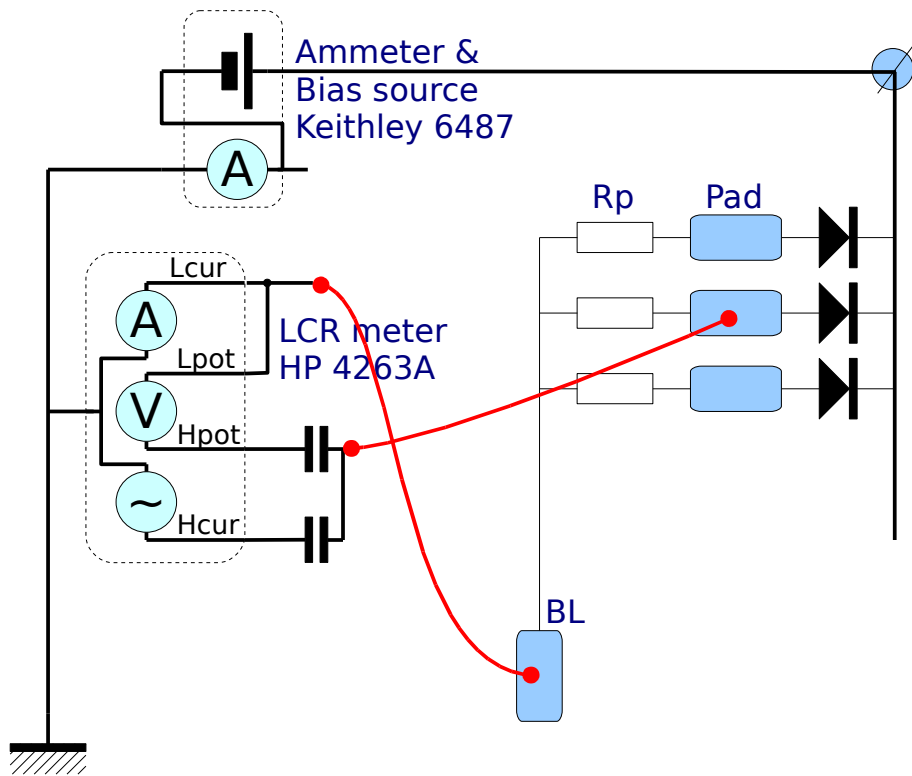 Ammeter &
Bias source
Keithley 6487
A
Rp
Pad
Lcur
A
LCR meter
HP 4263A
Lpot
V
Hpot
~
Hcur
BL